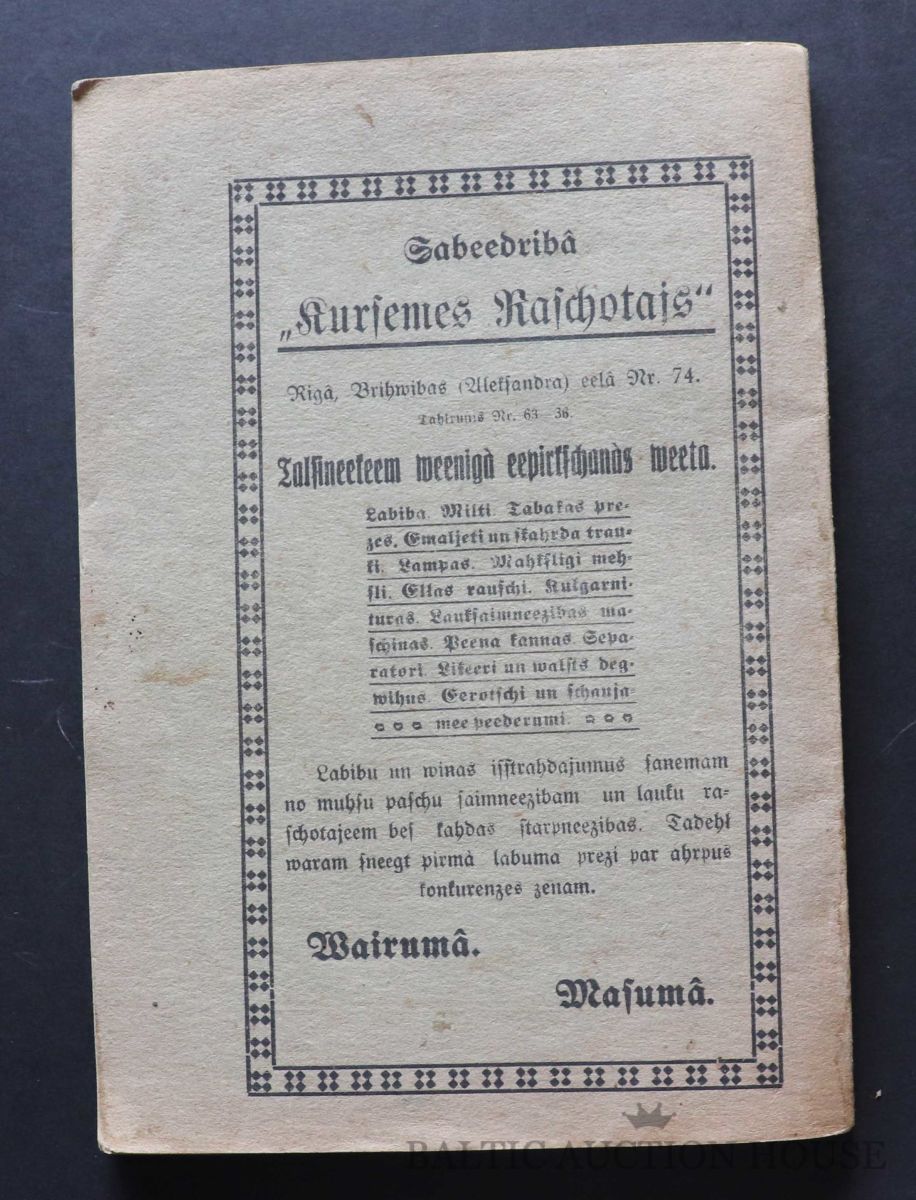 Sabeedribâ
„Kurſemes Raſchotajs“
Rigâ, Brihwibas (Alekſandra) eelâ Nr. 74.
Tahlrunis Nr. 63—36.
Talſineekeem weenigà eepirkſchanàs weeta.
Labiba. Milti. Tabakas pre-
zes. Emaljeti un ſkahrda trau-
ki. Lampas. Mahkſligi meh-
ſli. Ellas rauſchi. Kulgarni-
turas. Laukſaimneezibas ma-
ſchinas. Peena kannas. Sepa-
ratori. Likeeri un walſts deg-
wihns. Eerotſchi un ſchauja-
mee peederumi.
Labibu un winas iſſtrahdajumus ſanemam
no muhſu paſchu ſaimneezibam un lauku ra-
ſchotajeem beſ kahdas ſtarpneezibas. Tadehl
waram ſneegt pirmà labuma prezi par ahrpus
konkurenzes zenam.
Wairumâ.
Maſumâ.
BALTIC AUCTION HOUSE